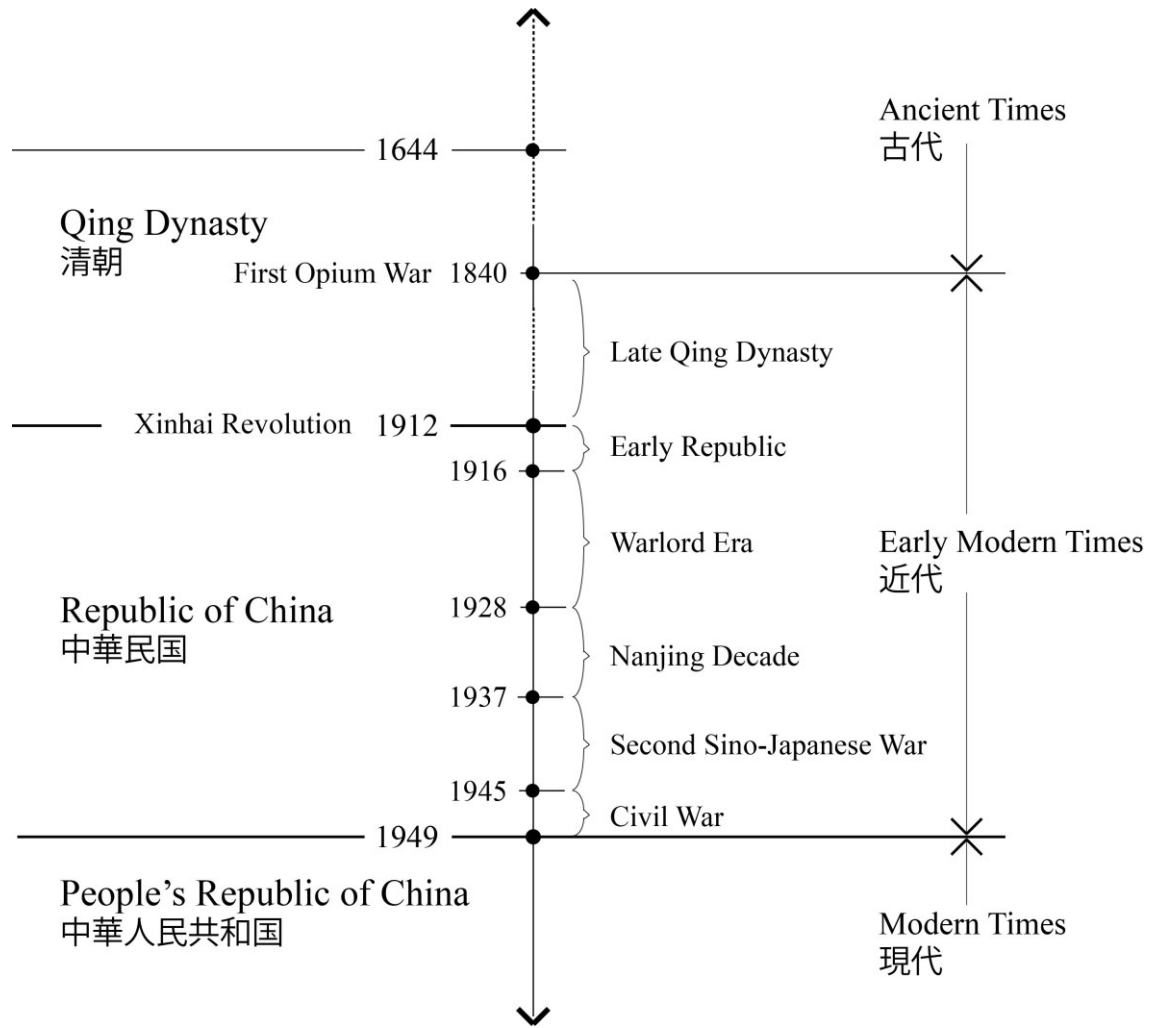 Ancient Times
古代
1644
Qing Dynasty
清朝
First Opium War 1840
Late Qing Dynasty
Xinhai Revolution 1912
Early Republic
1916
Warlord Era
Early Modern Times
近代
1928
Republic of China
中華民国
Nanjing Decade
1937
Second Sino-Japanese War
1945
Civil War
1949
People’s Republic of China
中華人民共和国
Modern Times
現代